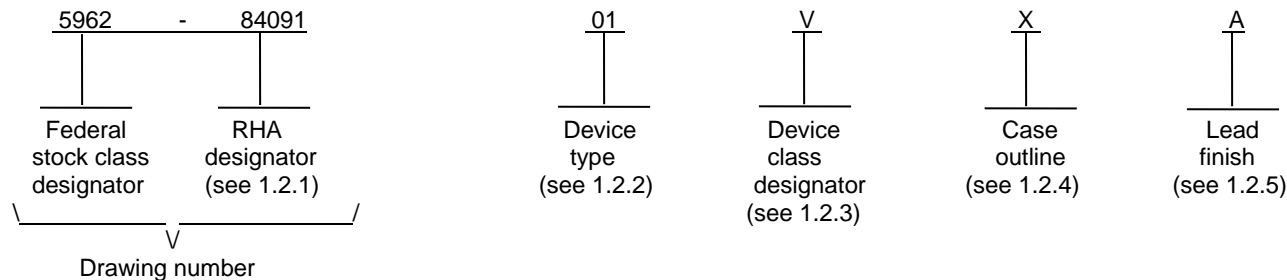 5962 - 84091 01 V X A
Federal stock class designator
RHA designator (see 1.2.1)
Device type (see 1.2.2)
Device class designator (see 1.2.3)
Case outline (see 1.2.4)
Lead finish (see 1.2.5)
\ /
\/
Drawing number